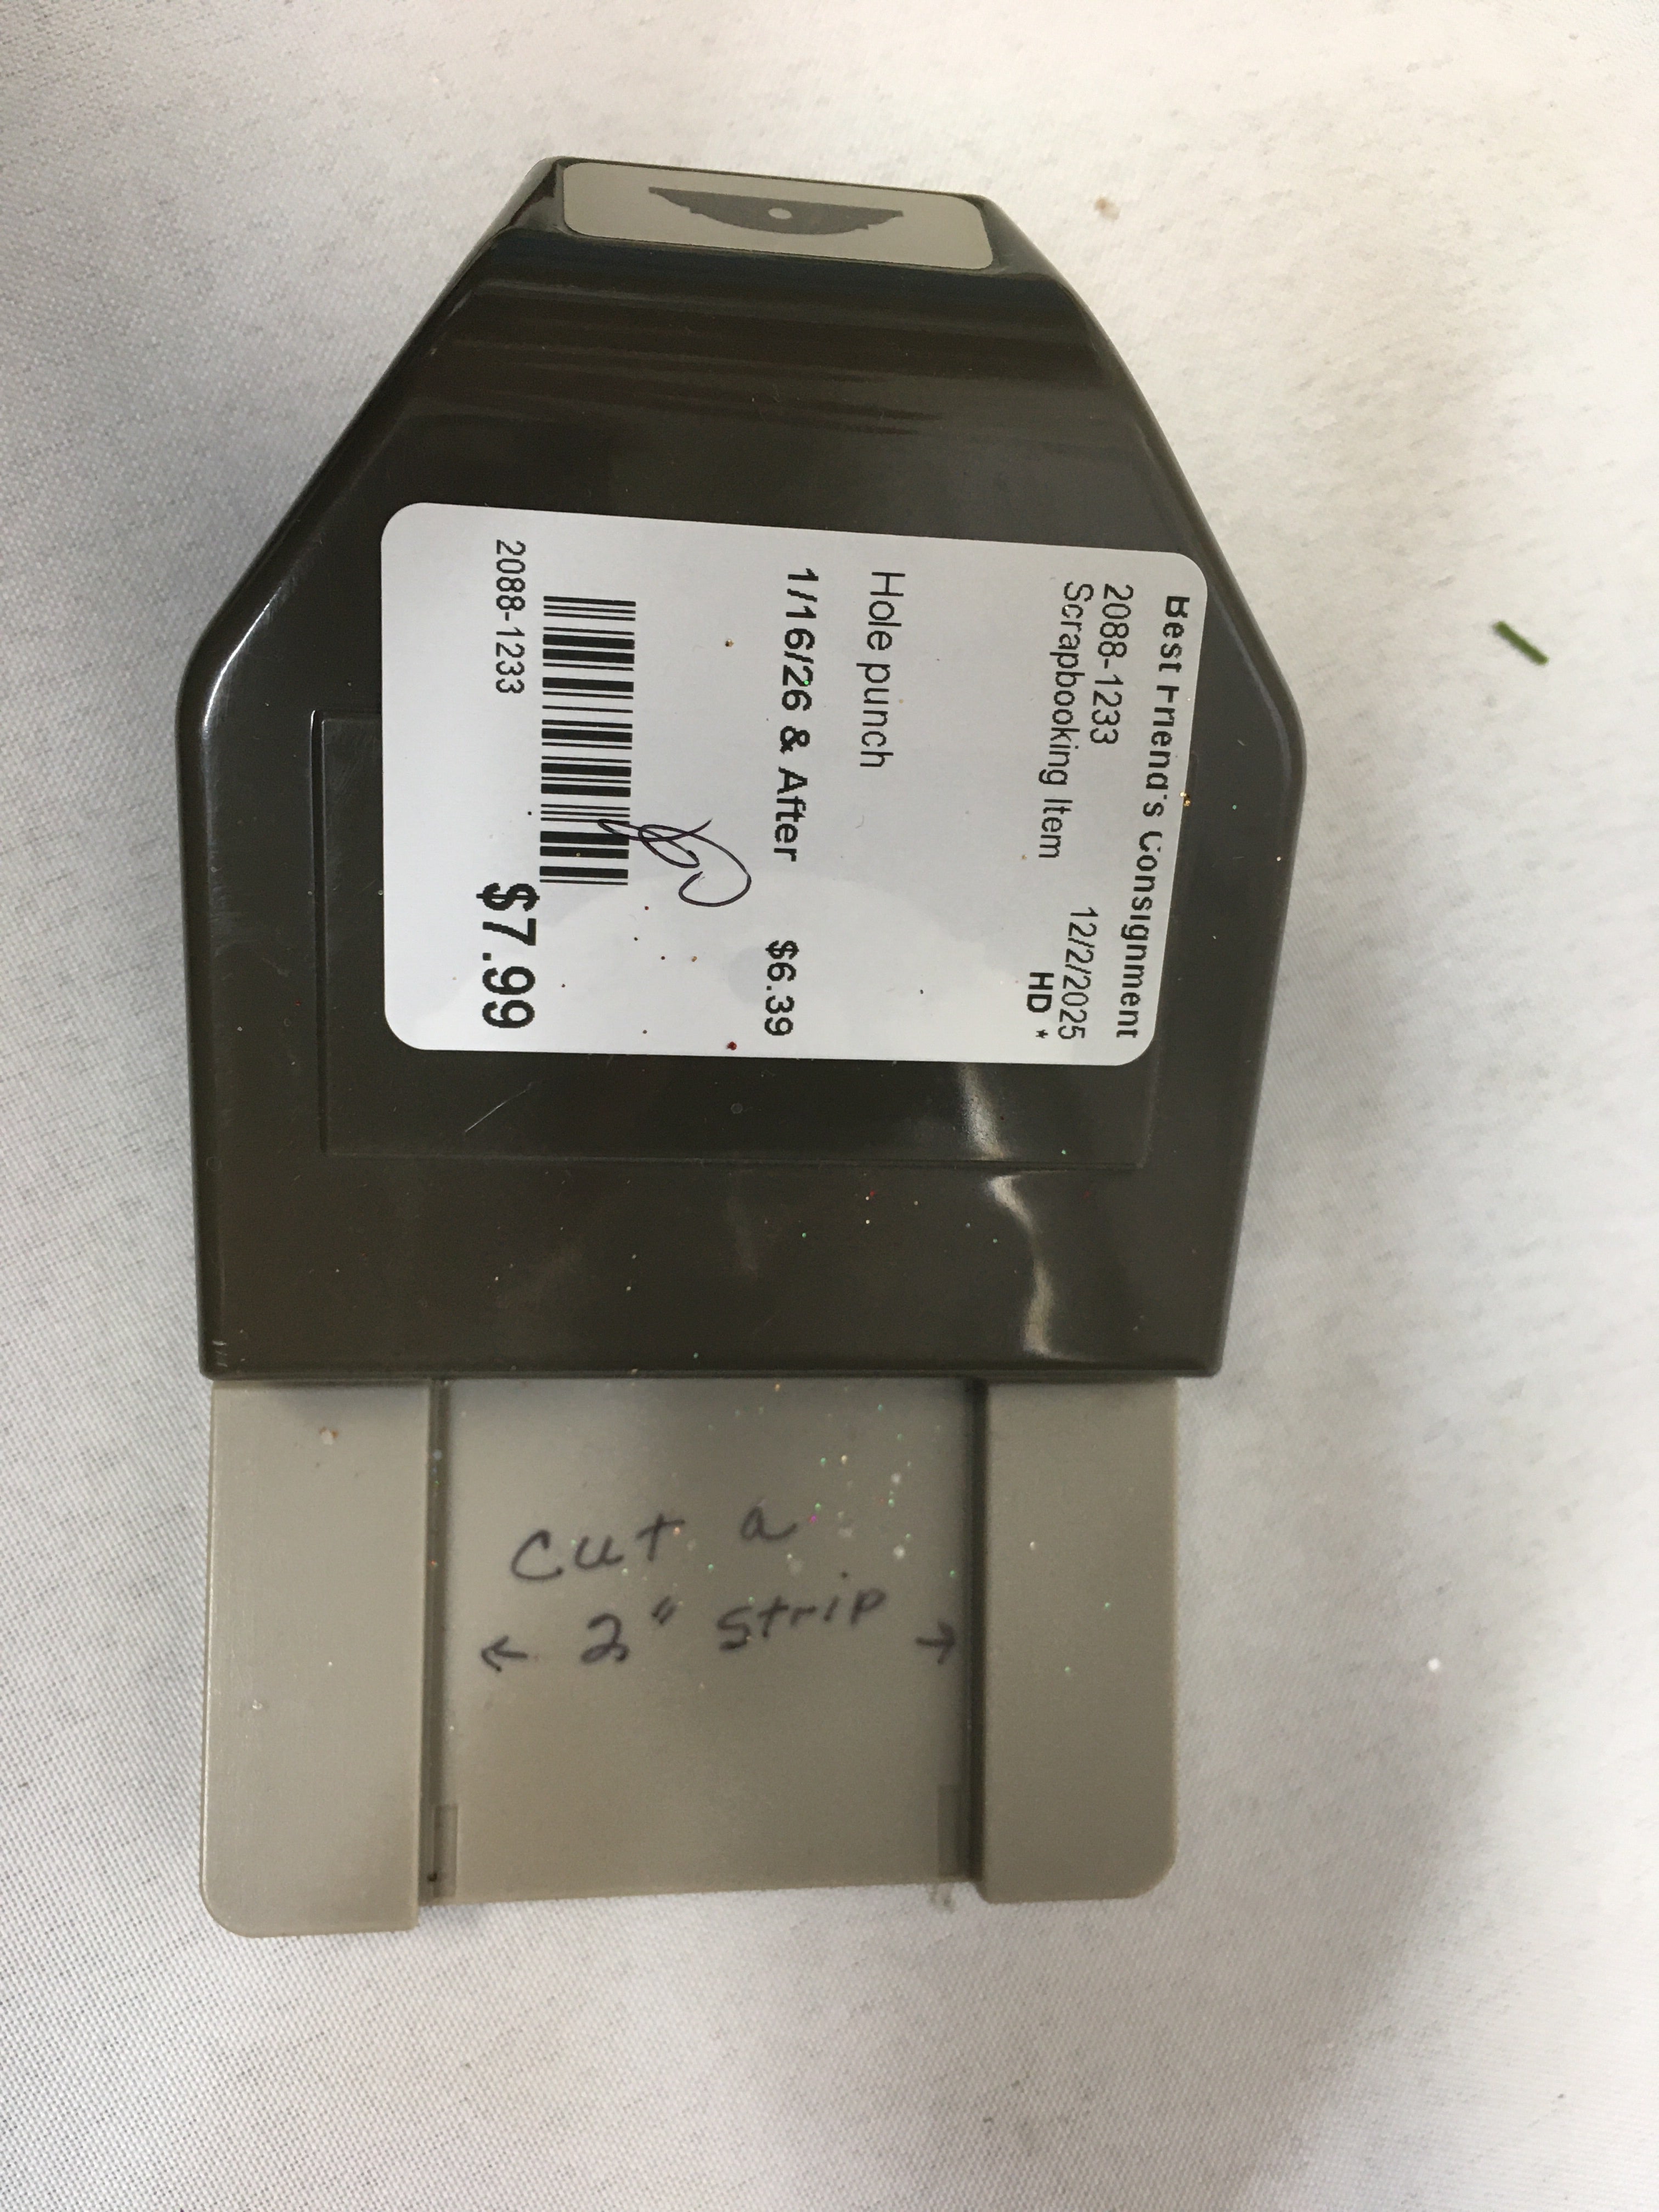 Best Friend's Consignment
2088-1233 12/2/2025
Scrapbooking Item HD *
Hole punch
1/16/26 & After $6.39
2088-1233 $7.99
cut a
← 2" strip →